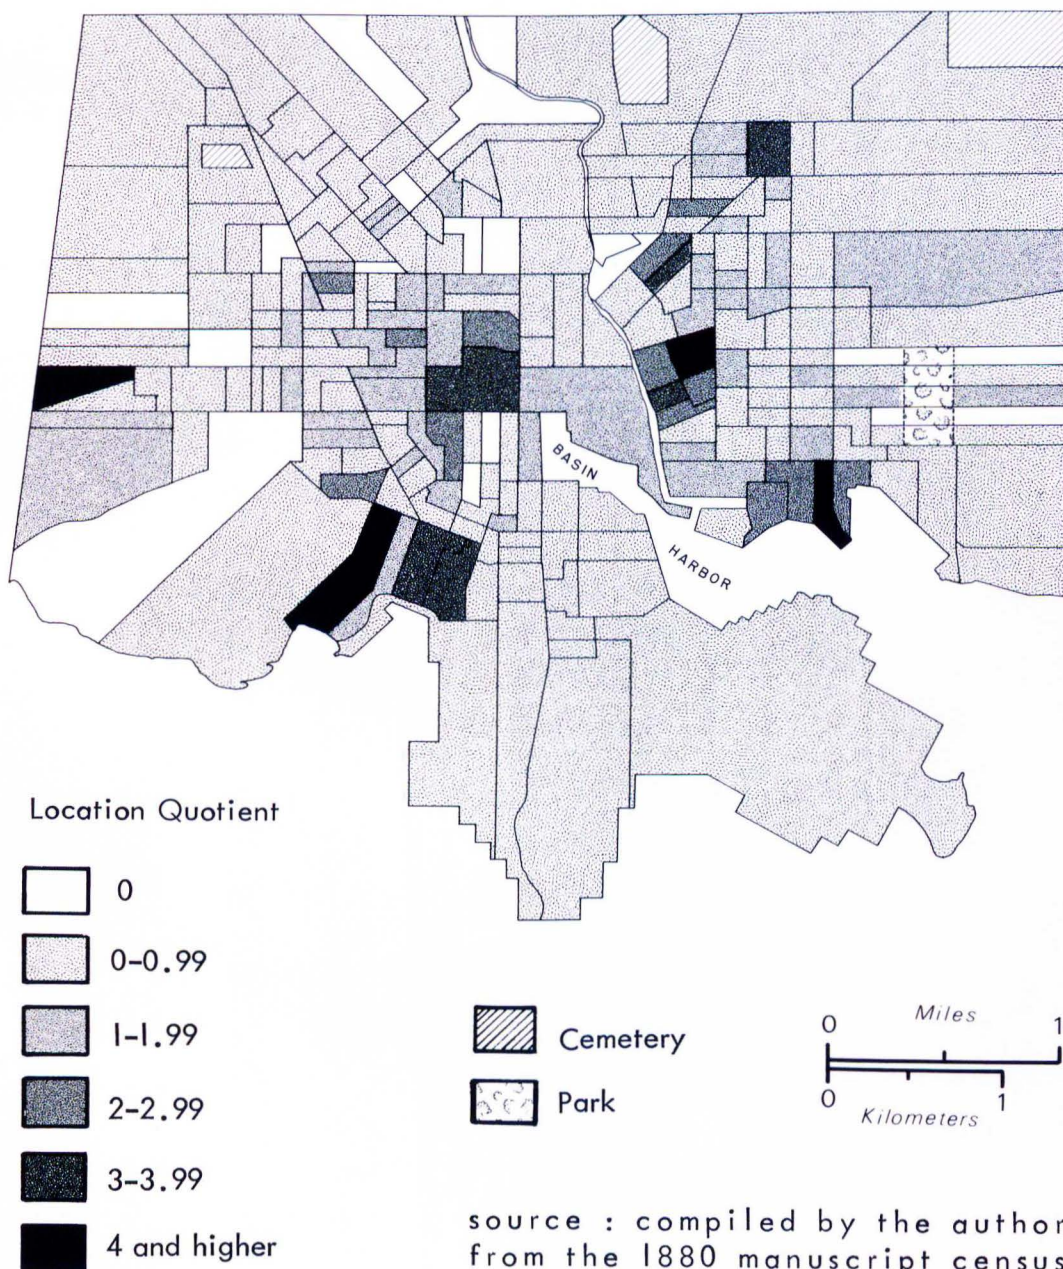 BASIN
HARBOR
Location Quotient
0
0-0.99
1-1.99
2-2.99
3-3.99
4 and higher
Cemetery
Park
Miles
0 1
0 1
Kilometers
source : compiled by the author
from the 1880 manuscript census